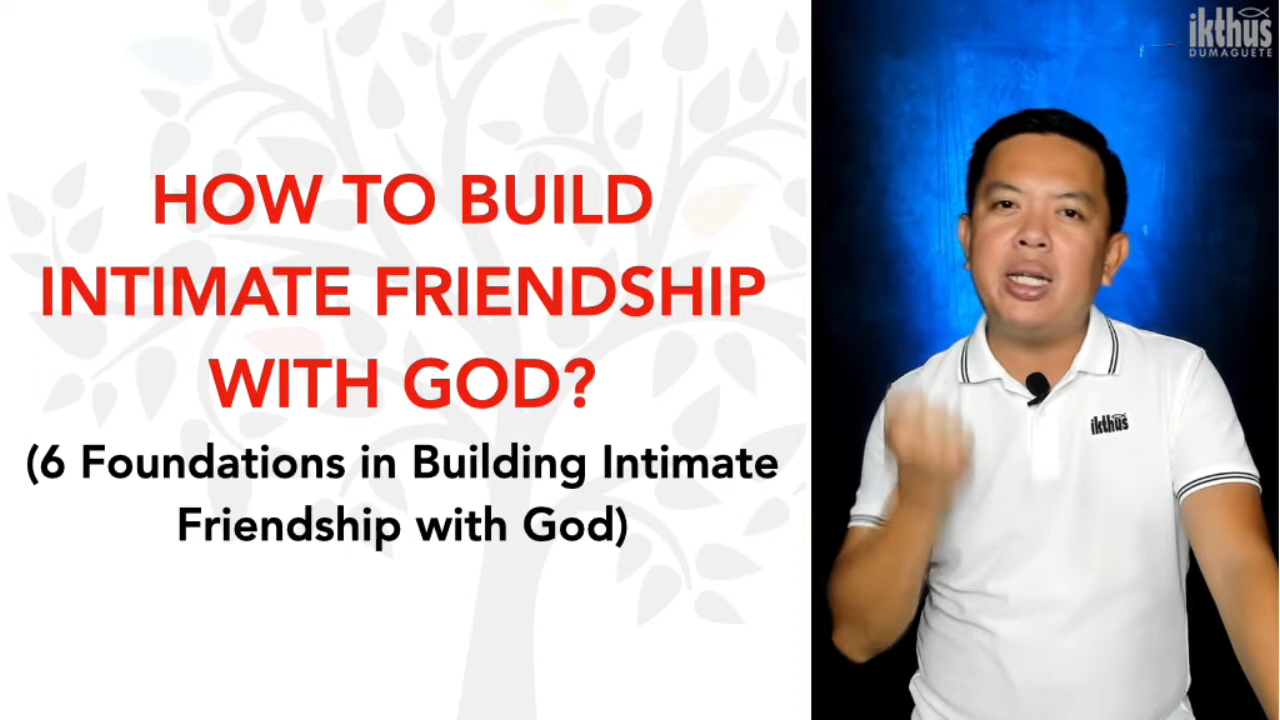 HOW TO BUILD
INTIMATE FRIENDSHIP
WITH GOD?
(6 Foundations in Building Intimate
Friendship with God)
ikthus
DUMAGUETE
ikthus